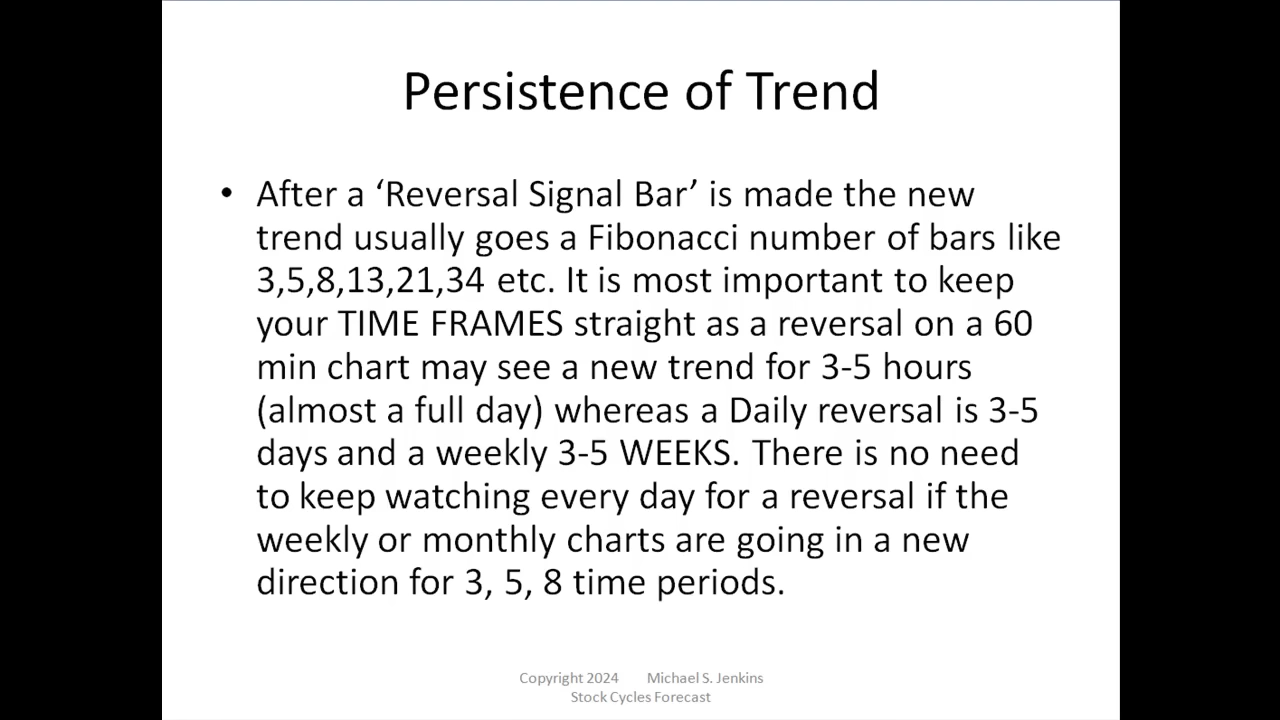 Persistence of Trend
• After a ‘Reversal Signal Bar’ is made the new
trend usually goes a Fibonacci number of bars like
3,5,8,13,21,34 etc. It is most important to keep
your TIME FRAMES straight as a reversal on a 60
min chart may see a new trend for 3-5 hours
(almost a full day) whereas a Daily reversal is 3-5
days and a weekly 3-5 WEEKS. There is no need
to keep watching every day for a reversal if the
weekly or monthly charts are going in a new
direction for 3, 5, 8 time periods.
Copyright 2024 Michael S. Jenkins
Stock Cycles Forecast